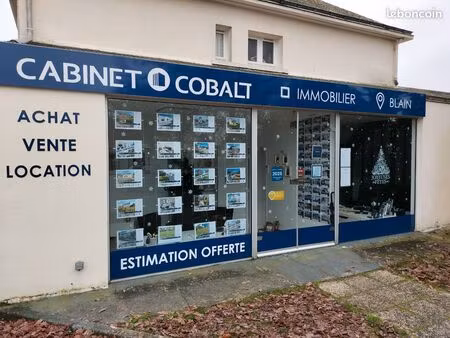 leboncoin
CABINET COBALT IMMOBILIER BLAIN
ACHAT
VENTE
LOCATION
ESTIMATION OFFERTE